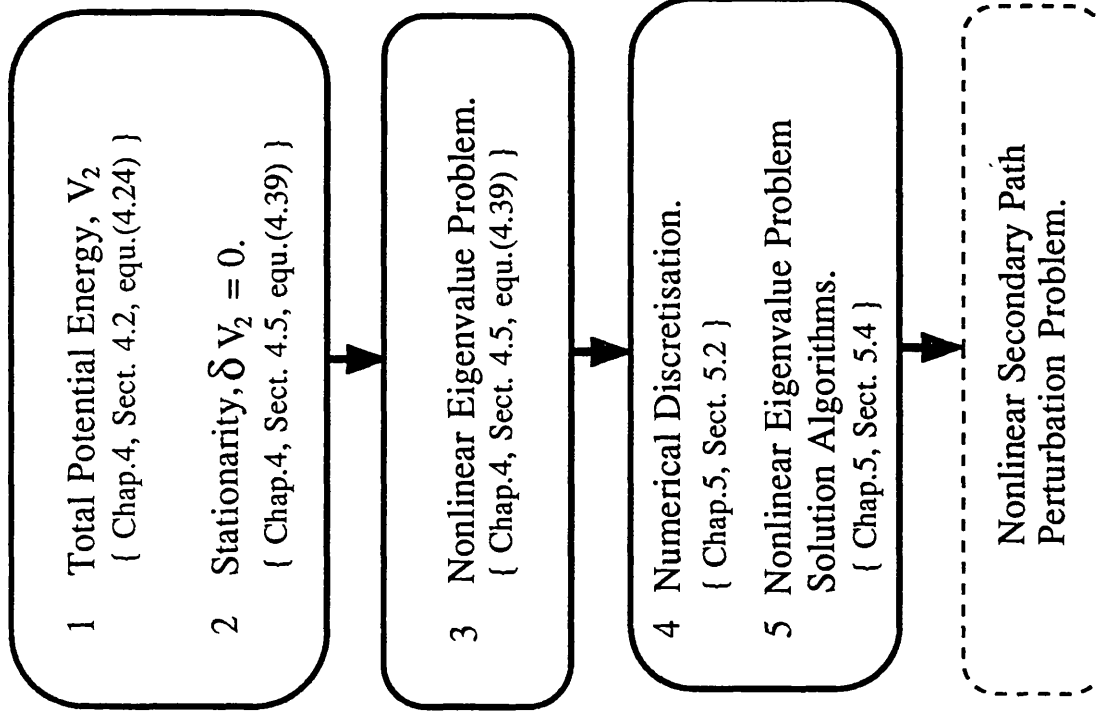 1 Total Potential Energy, V₂
{ Chap.4, Sect. 4.2, equ.(4.24) }
2 Stationarity, δ V₂ = 0.
{ Chap.4, Sect. 4.5, equ.(4.39) }
3 Nonlinear Eigenvalue Problem.
{ Chap.4, Sect. 4.5, equ.(4.39) }
4 Numerical Discretisation.
{ Chap.5, Sect. 5.2 }
5 Nonlinear Eigenvalue Problem
Solution Algorithms.
{ Chap.5, Sect. 5.4 }
Nonlinear Secondary Path
Perturbation Problem.